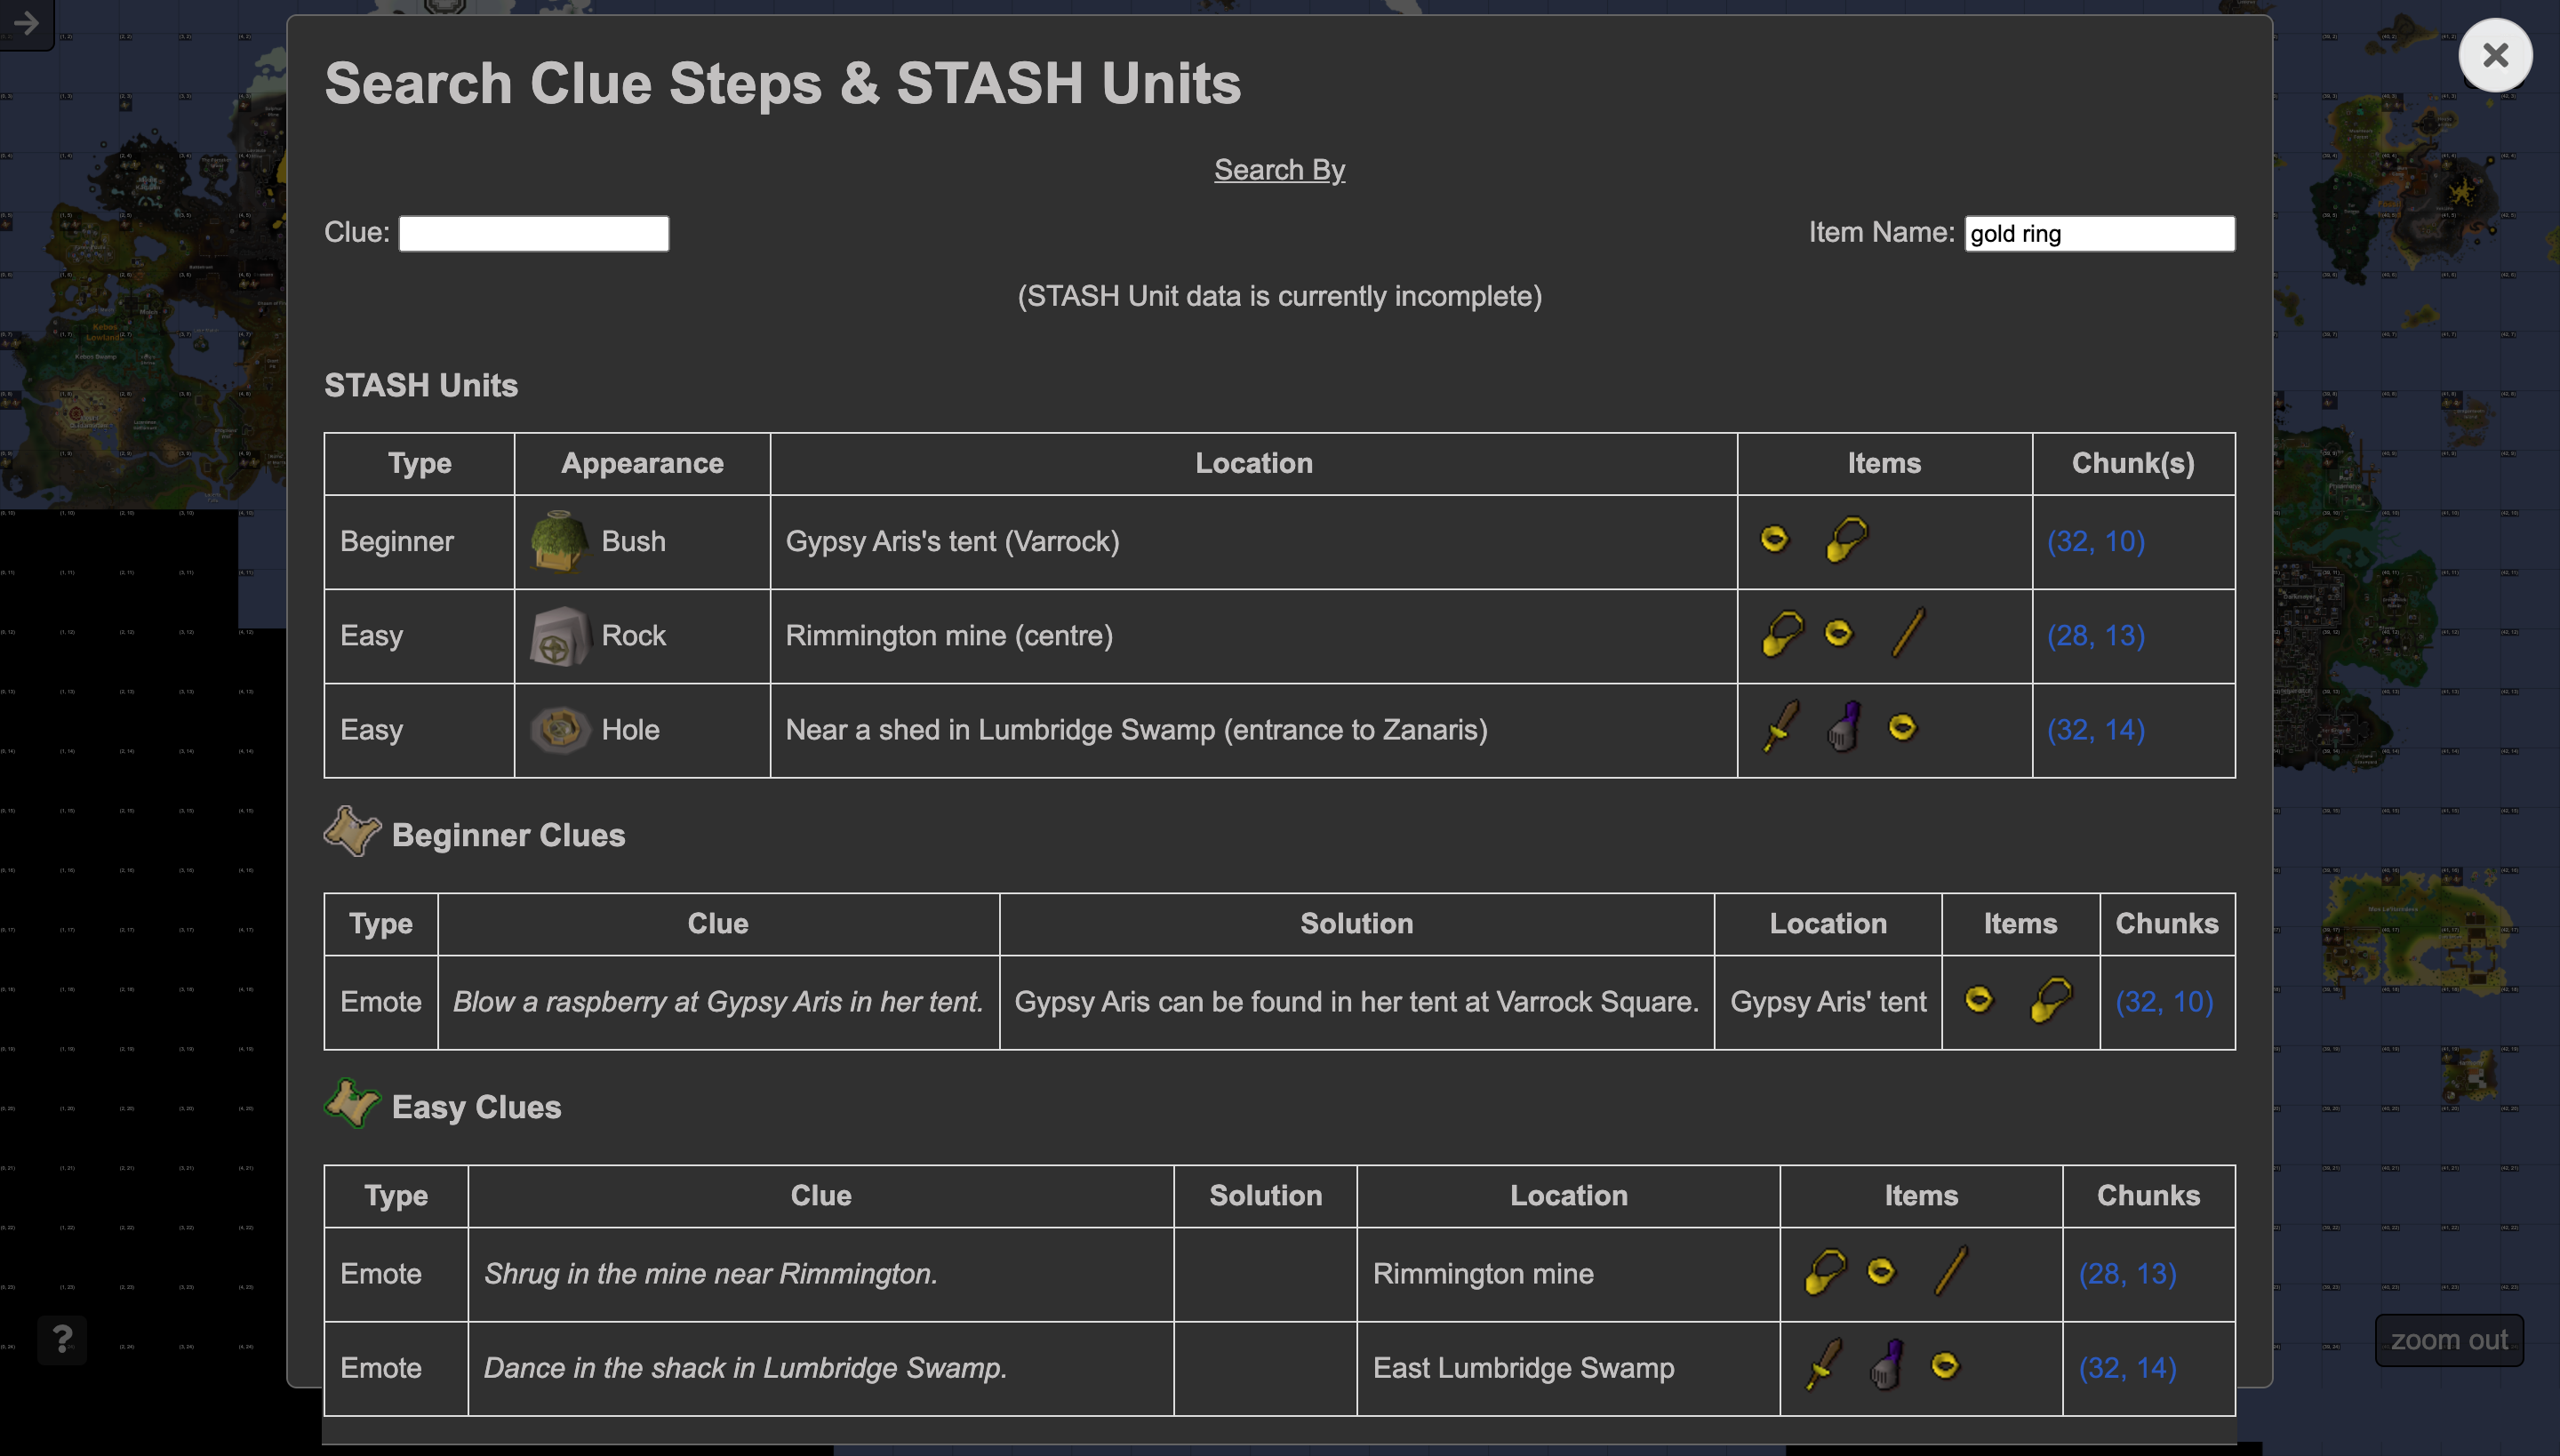 Search Clue Steps & STASH Units
Search By
Clue:
Item Name: gold ring
(STASH Unit data is currently incomplete)
STASH Units
Type Appearance Location Items Chunk(s)
Beginner Bush Gypsy Aris's tent (Varrock) (32, 10)
Easy Rock Rimmington mine (centre) (28, 13)
Easy Hole Near a shed in Lumbridge Swamp (entrance to Zanaris) (32, 14)
Beginner Clues
Type Clue Solution Location Items Chunks
Emote Blow a raspberry at Gypsy Aris in her tent. Gypsy Aris can be found in her tent at Varrock Square. Gypsy Aris' tent (32, 10)
Easy Clues
Type Clue Solution Location Items Chunks
Emote Shrug in the mine near Rimmington. Rimmington mine (28, 13)
Emote Dance in the shack in Lumbridge Swamp. East Lumbridge Swamp (32, 14)
?
zoom out